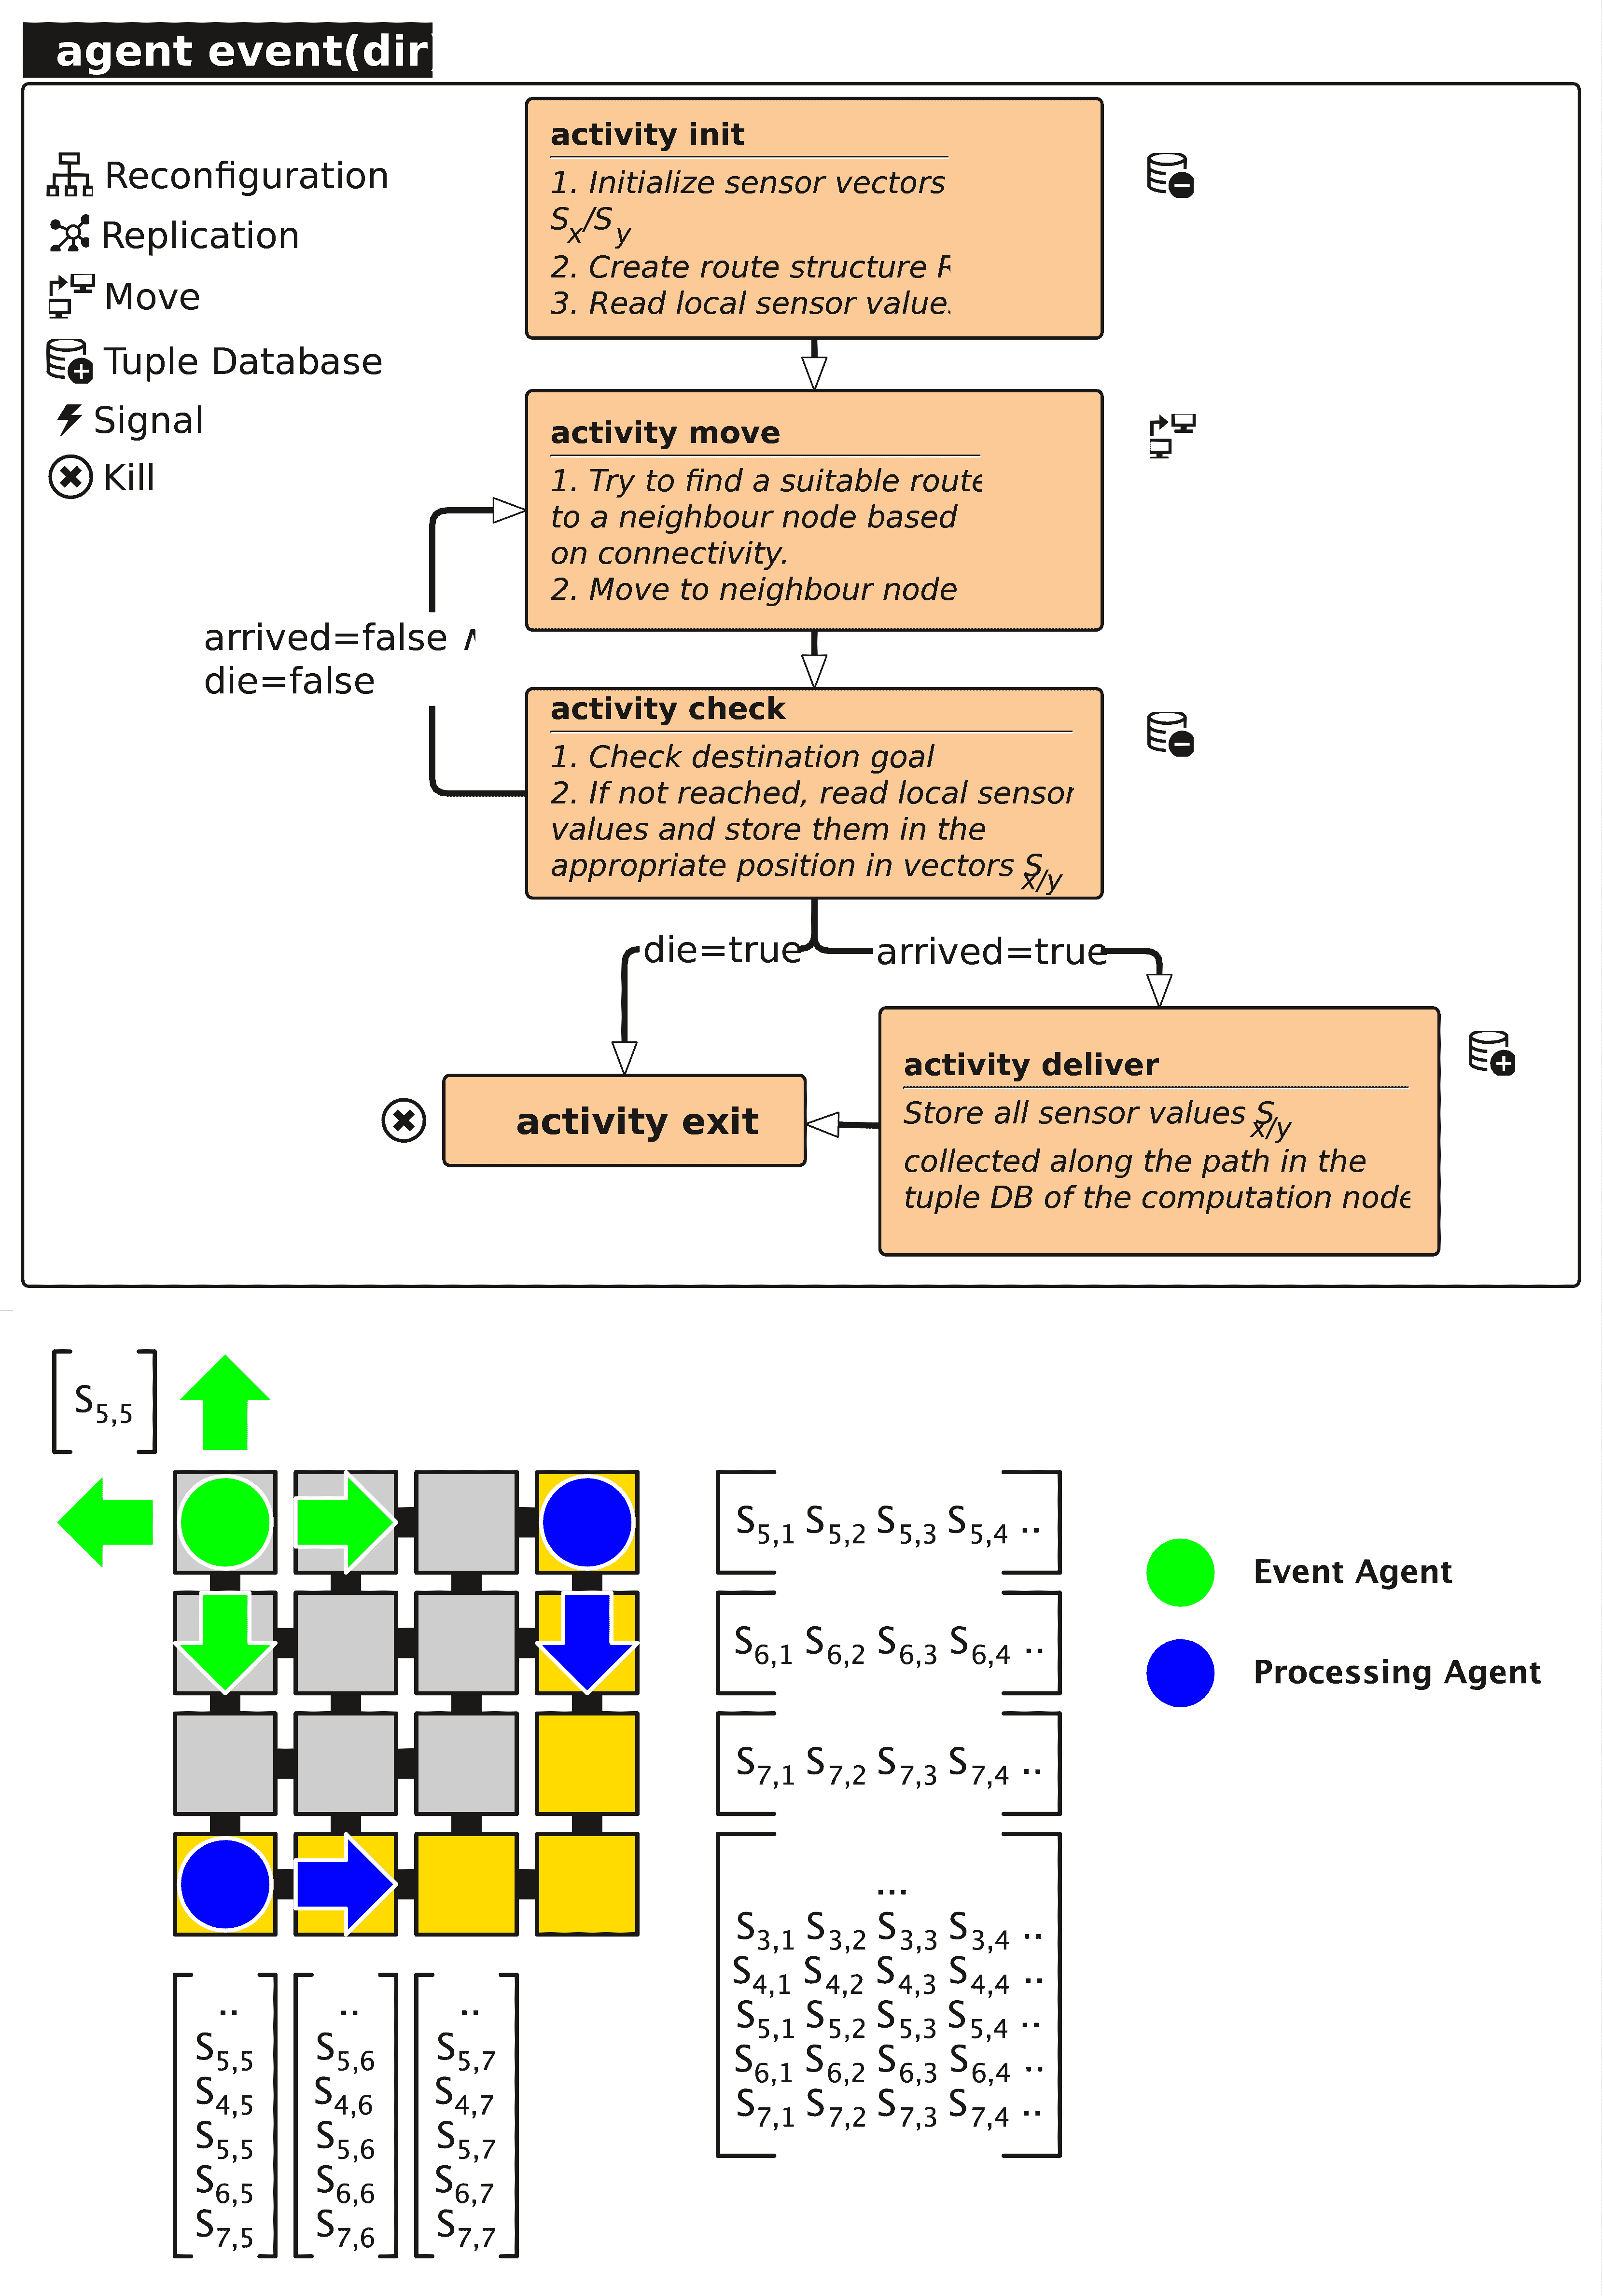 agent event(dir
Reconfiguration
Replication
Move
Tuple Database
Signal
Kill
activity init
1. Initialize sensor vectors
Sx/Sy
2. Create route structure R
3. Read local sensor value.
activity move
1. Try to find a suitable route
to a neighbour node based
on connectivity.
2. Move to neighbour node
arrived=false ∧
die=false
activity check
1. Check destination goal
2. If not reached, read local sensor
values and store them in the
appropriate position in vectors Sx/y
die=true
arrived=true
activity exit
activity deliver
Store all sensor values Sx/y
collected along the path in the
tuple DB of the computation node
S5,5
S5,1 S5,2 S5,3 S5,4 ..
S6,1 S6,2 S6,3 S6,4 ..
S7,1 S7,2 S7,3 S7,4 ..
...
S3,1 S3,2 S3,3 S3,4 ..
S4,1 S4,2 S4,3 S4,4 ..
S5,1 S5,2 S5,3 S5,4 ..
S6,1 S6,2 S6,3 S6,4 ..
S7,1 S7,2 S7,3 S7,4 ..
Event Agent
Processing Agent
.. .. ..
S5,5 S5,6 S5,7
S4,5 S4,6 S4,7
S5,5 S5,6 S5,7
S6,5 S6,6 S6,7
S7,5 S7,6 S7,7